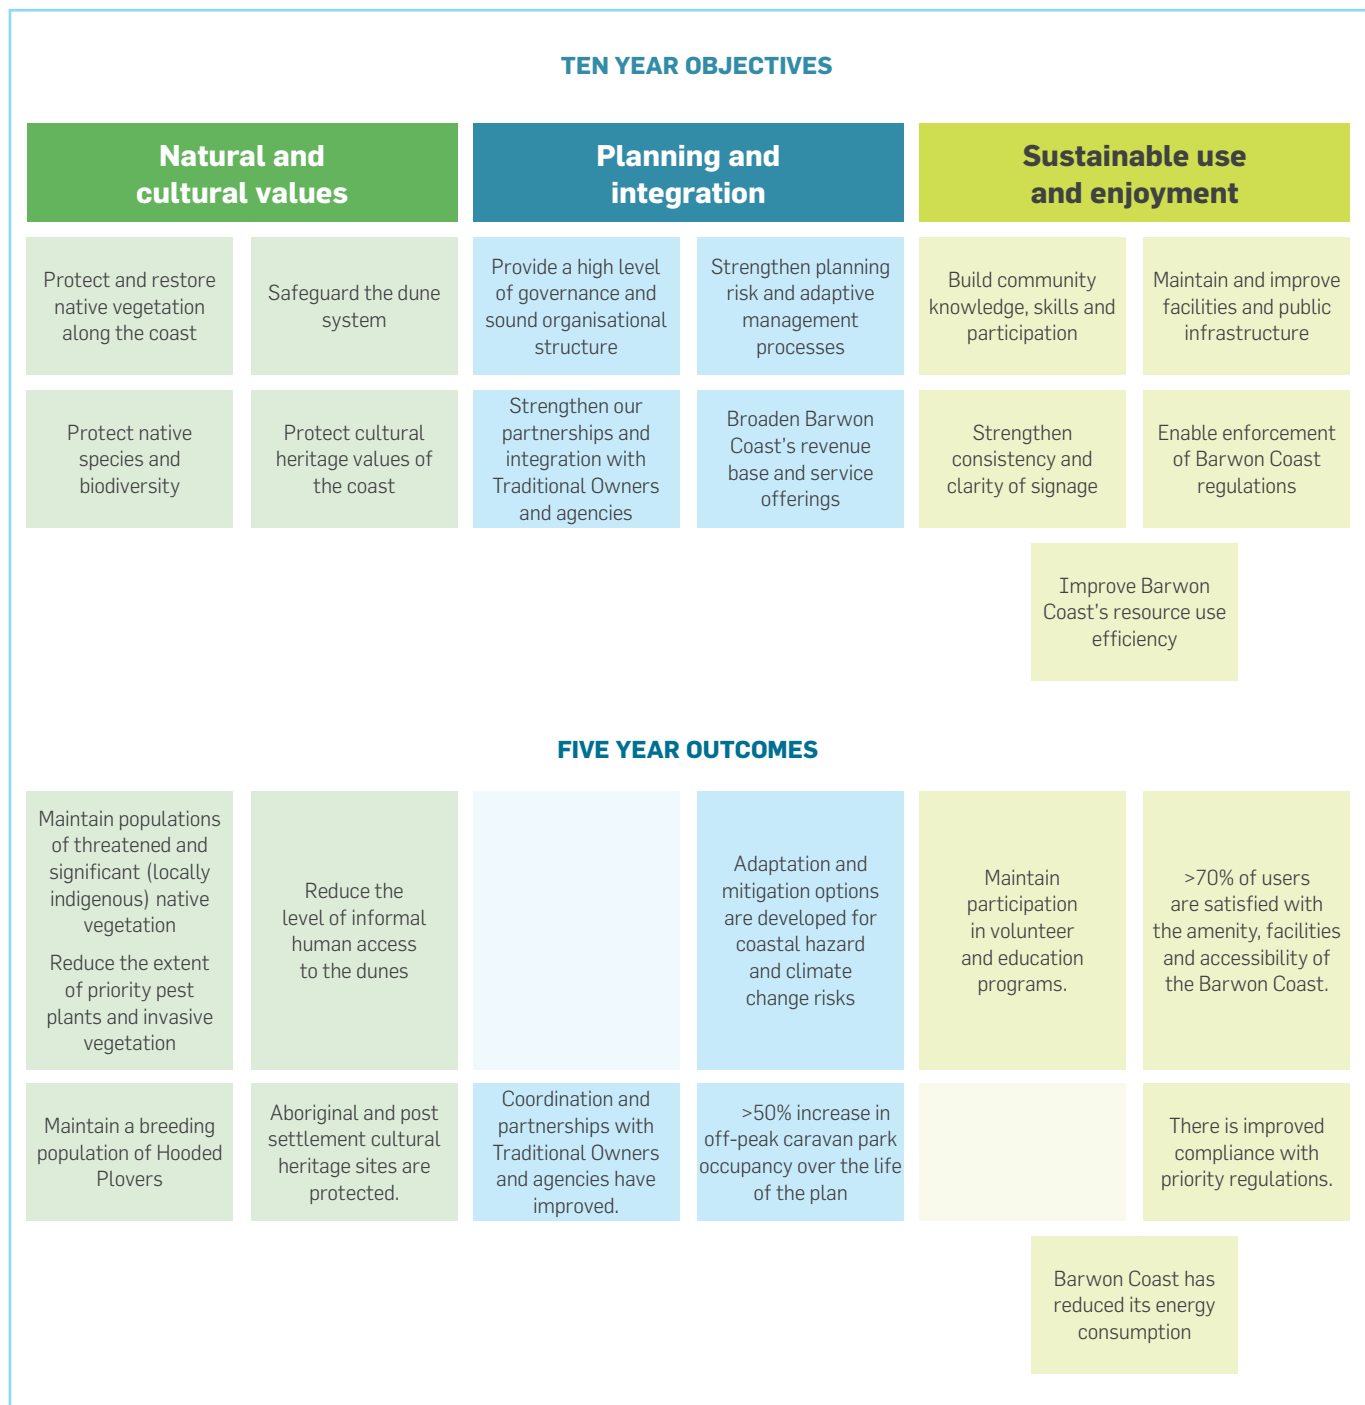 TEN YEAR OBJECTIVES
Natural and
cultural values
Planning and
integration
Sustainable use
and enjoyment
Protect and restore
native vegetation
along the coast
Safeguard the dune
system
Provide a high level
of governance and
sound organisational
structure
Strengthen planning
risk and adaptive
management
processes
Build community
knowledge, skills and
participation
Maintain and improve
facilities and public
infrastructure
Protect native
species and
biodiversity
Protect cultural
heritage values of
the coast
Strengthen our
partnerships and
integration with
Traditional Owners
and agencies
Broaden Barwon
Coast's revenue
base and service
offerings
Strengthen
consistency and
clarity of signage
Enable enforcement
of Barwon Coast
regulations
Improve Barwon
Coast's resource use
efficiency
FIVE YEAR OUTCOMES
Maintain populations
of threatened and
significant (locally
indigenous) native
vegetation
Reduce the extent
of priority pest
plants and invasive
vegetation
Reduce the
level of informal
human access
to the dunes
Adaptation and
mitigation options
are developed for
coastal hazard
and climate
change risks
Maintain
participation
in volunteer
and education
programs.
>70% of users
are satisfied with
the amenity, facilities
and accessibility of
the Barwon Coast.
Maintain a breeding
population of Hooded
Plovers
Aboriginal and post
settlement cultural
heritage sites are
protected.
Coordination and
partnerships with
Traditional Owners
and agencies have
improved.
>50% increase in
off-peak caravan park
occupancy over the life
of the plan
There is improved
compliance with
priority regulations.
Barwon Coast has
reduced its energy
consumption